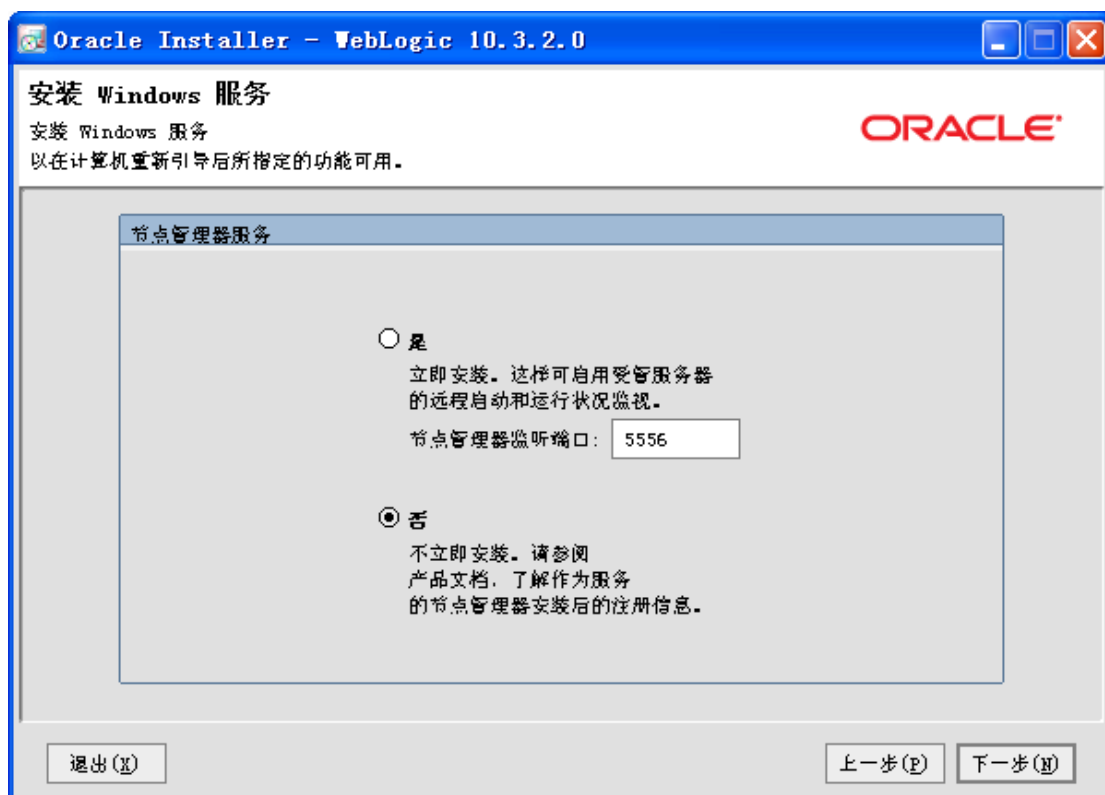 Oracle Installer - WebLogic 10.3.2.0
安装 Windows 服务
安装 Windows 服务
以在计算机重新引导后所指定的功能可用。
ORACLE
节点管理器服务
是
立即安装。这样可启用受管服务器
的远程启动和运行状况监视。
节点管理器监听端口: 5556
否
不立即安装。请参阅
产品文档，了解作为服务
的节点管理器安装后的注册信息。
退出(X) 上一步(P) 下一步(N)